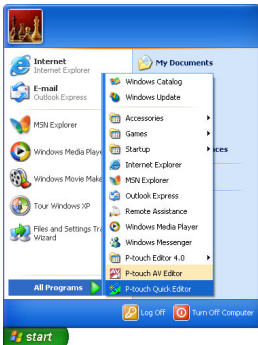 Internet
Internet Explorer
E-mail
Outlook Express
MSN Explorer
Windows Media Playe
Windows Movie Make
Tour Windows XP
Files and Settings Tra
Wizard
All Programs
My Documents
ces
Windows Catalog
Windows Update
Accessories
Games
Startup
Internet Explorer
MSN Explorer
Outlook Express
Remote Assistance
Windows Media Player
Windows Messenger
P-touch Editor 4.0
P-touch AV Editor
P-touch Quick Editor
Log Off
Turn Off Computer
start